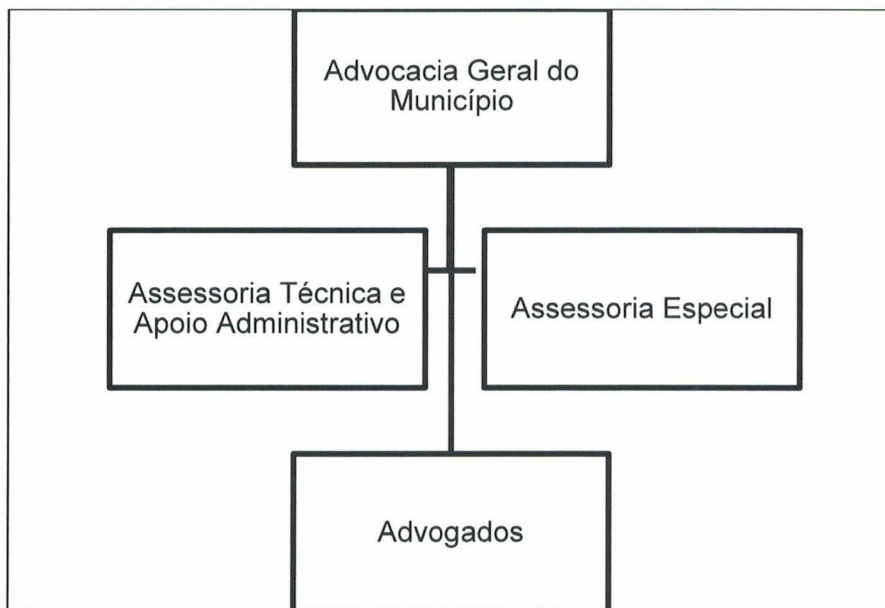 Advocacia Geral do
Município
Assessoria Técnica e
Apoio Administrativo
Assessoria Especial
Advogados